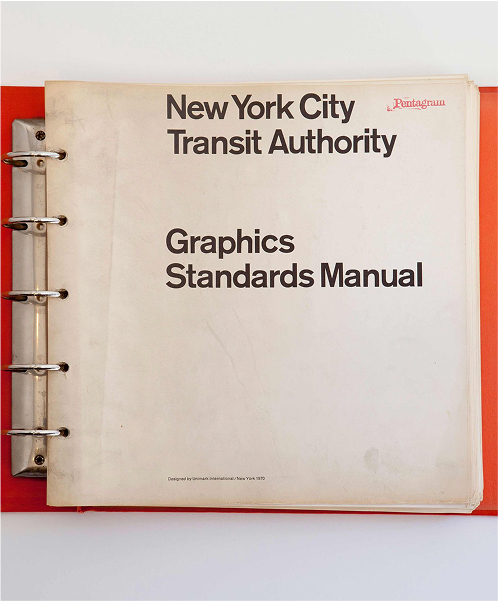 New York City
Transit Authority
Pentagram
Graphics
Standards Manual
Designed by Unimark International/New York 1970